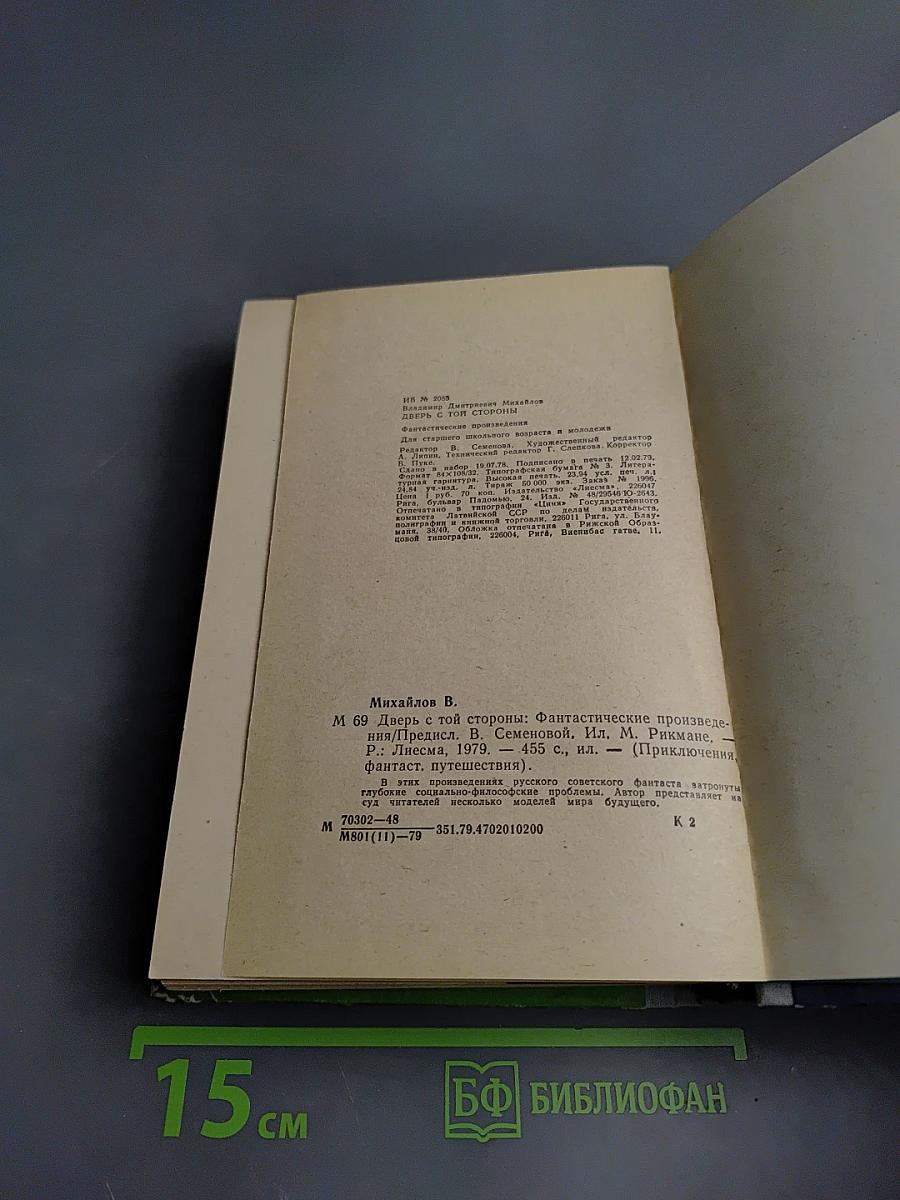 ИБ № 2083
Владимир Дмитриевич Михайлов
ДВЕРЬ С ТОЙ СТОРОНЫ
Фантастические произведения
Для старшего школьного возраста и молодежи
Редактор В. Семенова. Художественный редактор
А. Липин. Технический редактор Г. Слепкова. Корректор
В. Пуке.
Сдано в набор 19.07.78. Подписано в печать 12.02.79.
Формат 84×108/32. Типографская бумага № 3. Литера-
турная гарнитура. Высокая печать. 23,94 усл. печ. л.;
24,84 уч.-изд. л. Тираж 50 000 экз. Заказ № 1996.
Цена 1 руб. 70 коп. Издательство «Лиесма», 226047
Рига, бульвар Падомью, 24. Изд. № 48/29546/Ю-2643.
Отпечатано в типографии «Циня» Государственного
комитета Латвийской ССР по делам издательств,
полиграфии и книжной торговли, 226011 Рига, ул. Блау-
маня, 38/40. Обложка отпечатана в Рижской Образ-
цовой типографии, 226004, Рига, Виенибас гатве, 11.
Михайлов В.
М 69 Дверь с той стороны: Фантастические произведе-
ния/Предисл. В. Семеновой, Ил. М. Рикмане. —
Р.: Лиесма, 1979. — 455 с., ил. — (Приключения,
фантаст. путешествия).
В этих произведениях русского советского фантаста затронуты
глубокие социально-философские проблемы. Автор представляет на
суд читателей несколько моделей мира будущего.
М 70302—48
М801(11)—79 351.79.4702010200 К 2
15 см
БФ БИБЛИОФАН